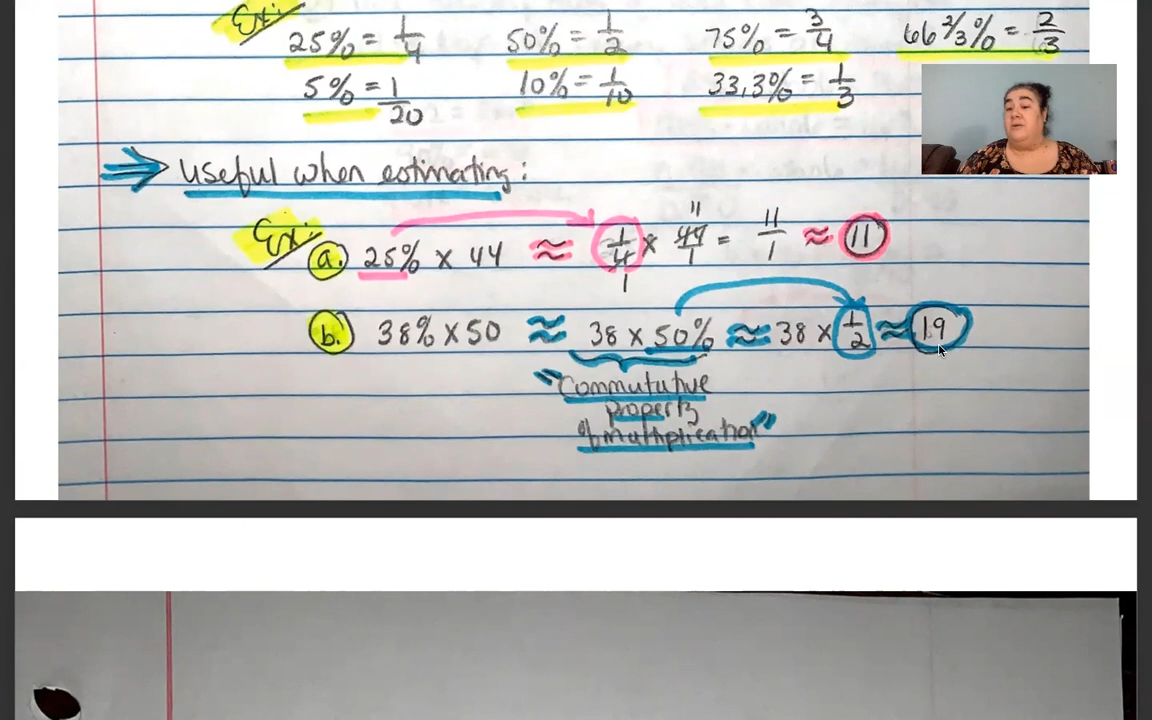 Ex:
25% = 1/4 50% = 1/2 75% = 3/4 66 2/3% = 2/3
5% = 1/20 10% = 1/10 33.3% = 1/3
⇒ Useful when estimating:
Ex:
a. 25% × 44 ≈ 1/4 × 44/1 = 11/1 ≈ 11
11
1
b. 38% × 50 ≈ 38 × 50% ≈ 38 × 1/2 ≈ 19
"Commutative
property
of multiplication"